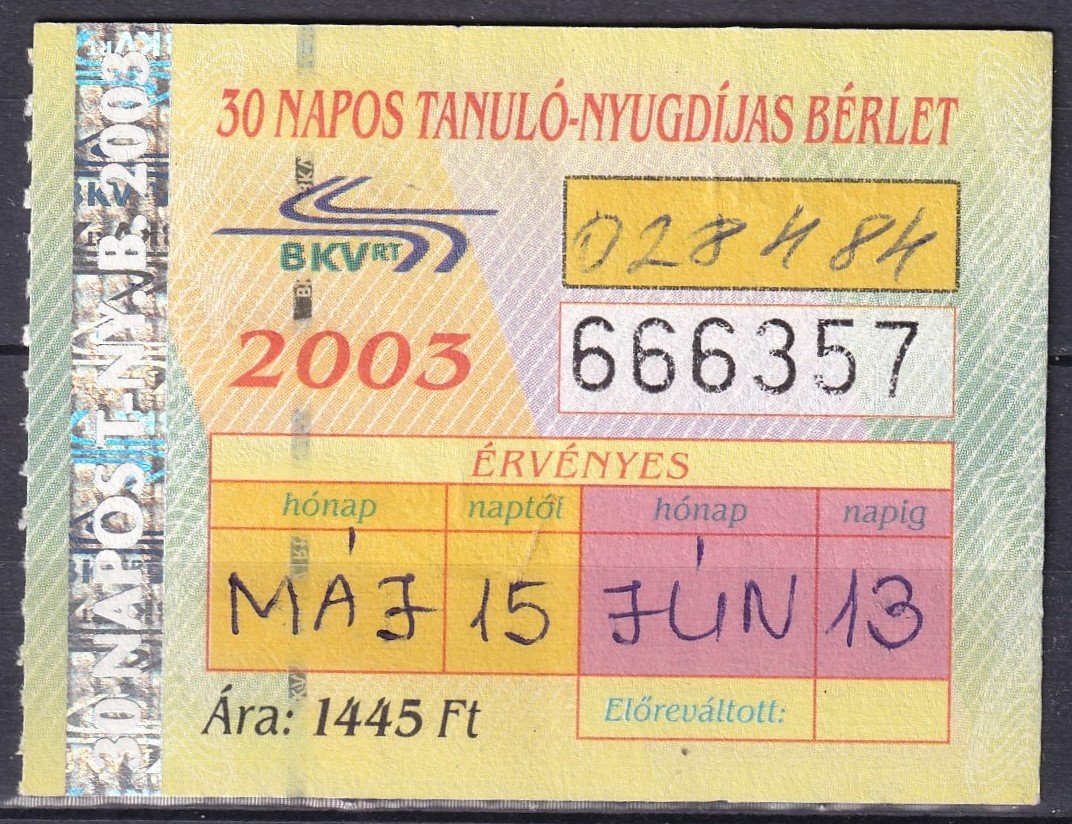 30 NAPOS T-NY. B. 2003
30 NAPOS TANULÓ-NYUGDÍJAS BÉRLET
BKV RT
028484
2003
666357
ÉRVÉNYES
hónap naptól hónap napig
MÁJ 15 JÚN 13
Ára: 1445 Ft
Előreváltott: